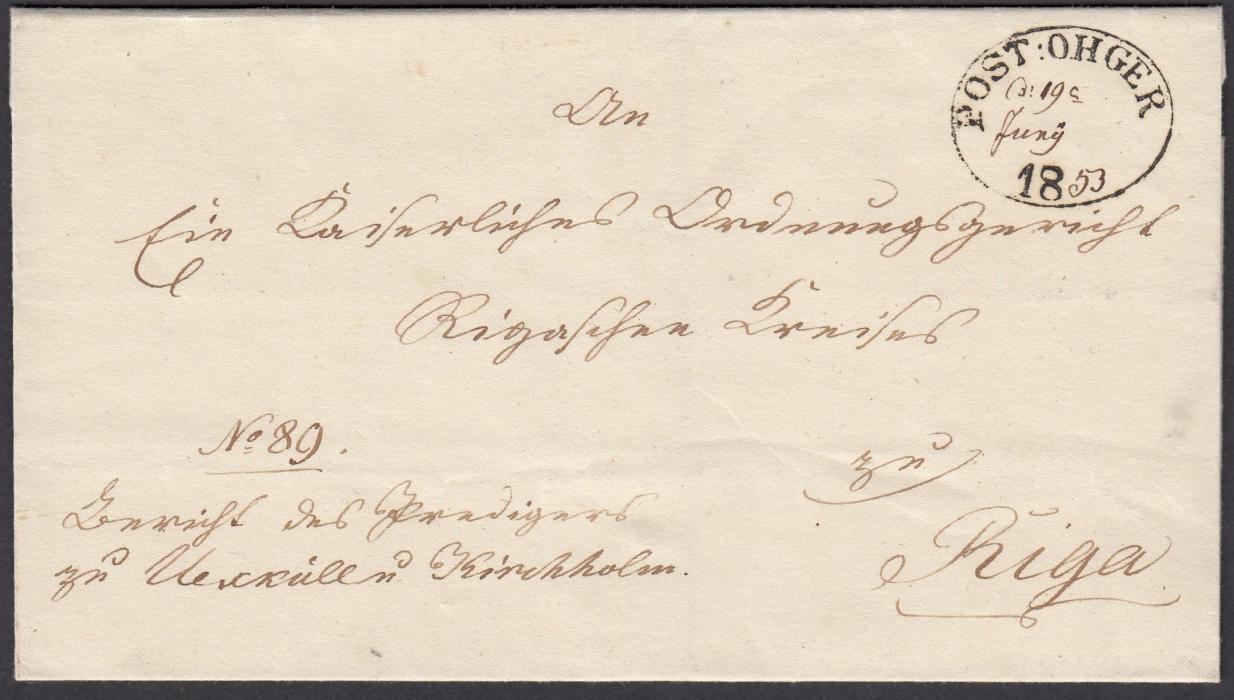 POST: OHGER
d: 19 t
Juny
1853
An
Ein Kaiserliches Ordnungsgericht
Rigaschen Kreises
zu
Riga
No 89.
Bericht des Predigers
zu Uexküll u Kirchholm.